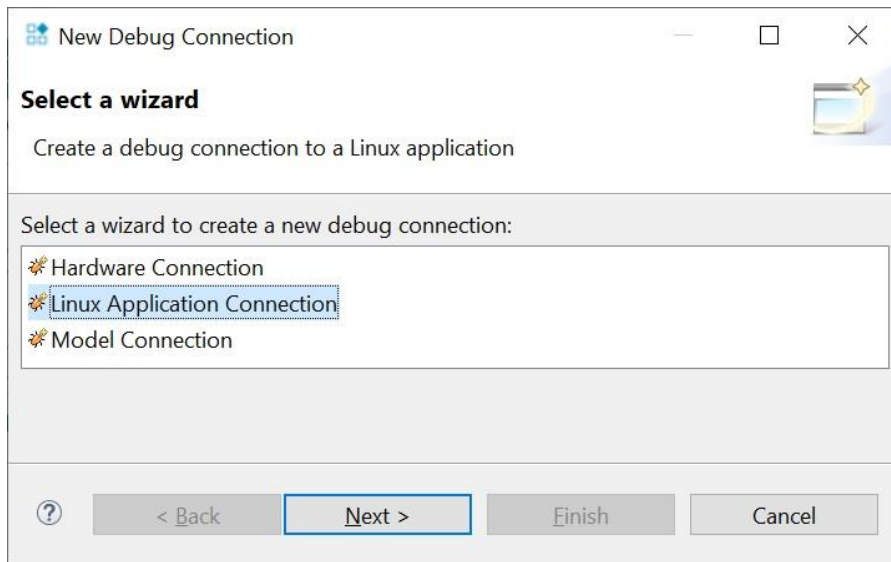 New Debug Connection
Select a wizard
Create a debug connection to a Linux application
Select a wizard to create a new debug connection:
Hardware Connection
Linux Application Connection
Model Connection
? < Back Next > Finish Cancel